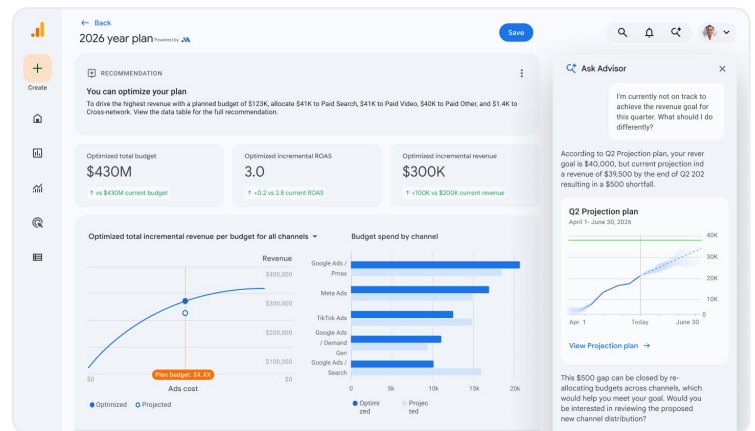 ← Back
2026 year plan Powered by
Save
Create
RECOMMENDATION
You can optimize your plan
To drive the highest revenue with a planned budget of $123K, allocate $41K to Paid Search, $41K to Paid Video, $40K to Paid Other, and $1.4K to
Cross-network. View the data table for the full recommendation.
Optimized total budget
$430M
↑ vs $430M current budget
Optimized incremental ROAS
3.0
↑ +0.2 vs 2.8 current ROAS
Optimized incremental revenue
$300K
↑ +100K vs $200K current revenue
Optimized total incremental revenue per budget for all channels
Revenue
$400,000
$300,000
$200,000
$100,000
$0
$0
Plan budget: $X.XX
Ads cost
Optimized
Projected
Budget spend by channel
Google Ads /
Pmax
Meta Ads
TikTok Ads
Google Ads
/ Demand
Gen
Google Ads /
Search
0 5k 10k 15k 20k
Optimi
zed
Projec
ted
Ask Advisor
I'm currently not on track to
achieve the revenue goal for
this quarter. What should I do
differently?
According to Q2 Projection plan, your rever
goal is $40,000, but current projection ind
a revenue of $39,500 by the end of Q2 202
resulting in a $500 shortfall.
Q2 Projection plan
April 1- June 30, 2026
40K
30K
20K
10K
0
Apr 1 Today June 30
View Projection plan →
This $500 gap can be closed by re-
allocating budgets across channels, which
would help you meet your goal. Would you
be interested in reviewing the proposed
new channel distribution?